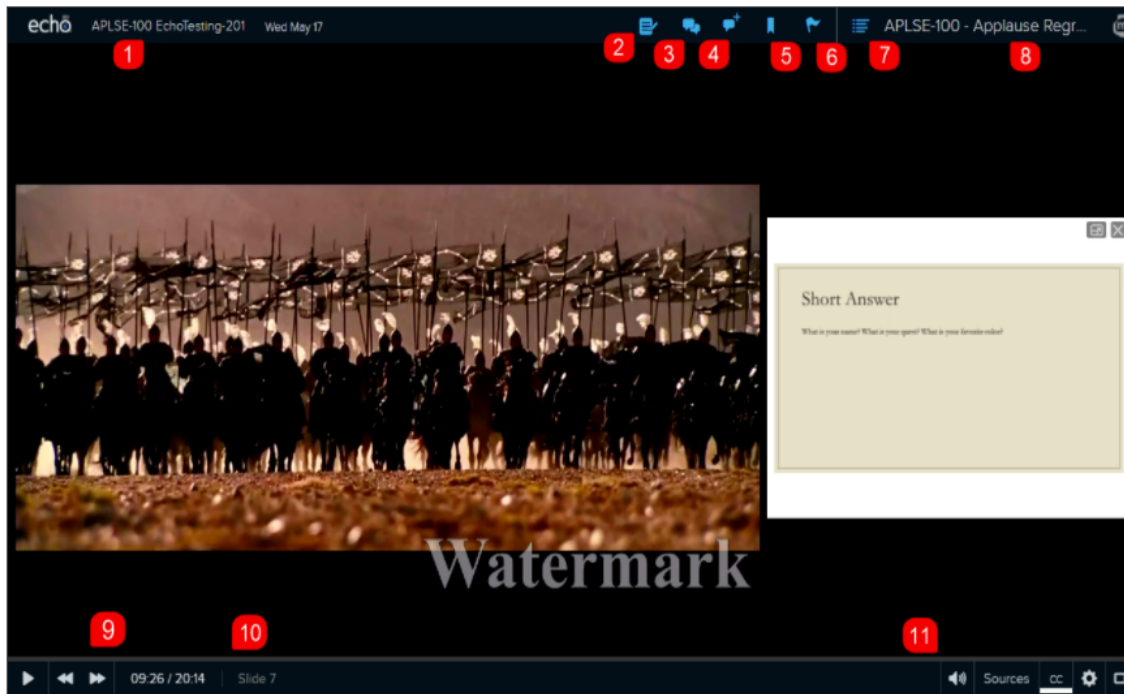 echo APLSE-100 EchoTesting-201 Wed May 17 APLSE-100 - Applause Regr...
1 2 3 4 5 6 7 8
Short Answer
What is your name? What is your quest? What is your favorite color?
Watermark
9 10 11
09:26 / 20:14 Slide 7 Sources CC